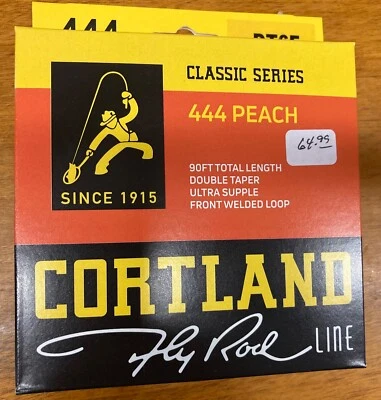 444
CLASSIC SERIES
444 PEACH
64.99
90FT TOTAL LENGTH
DOUBLE TAPER
ULTRA SUPPLE
FRONT WELDED LOOP
SINCE 1915
CORTLAND
Fly Rod LINE